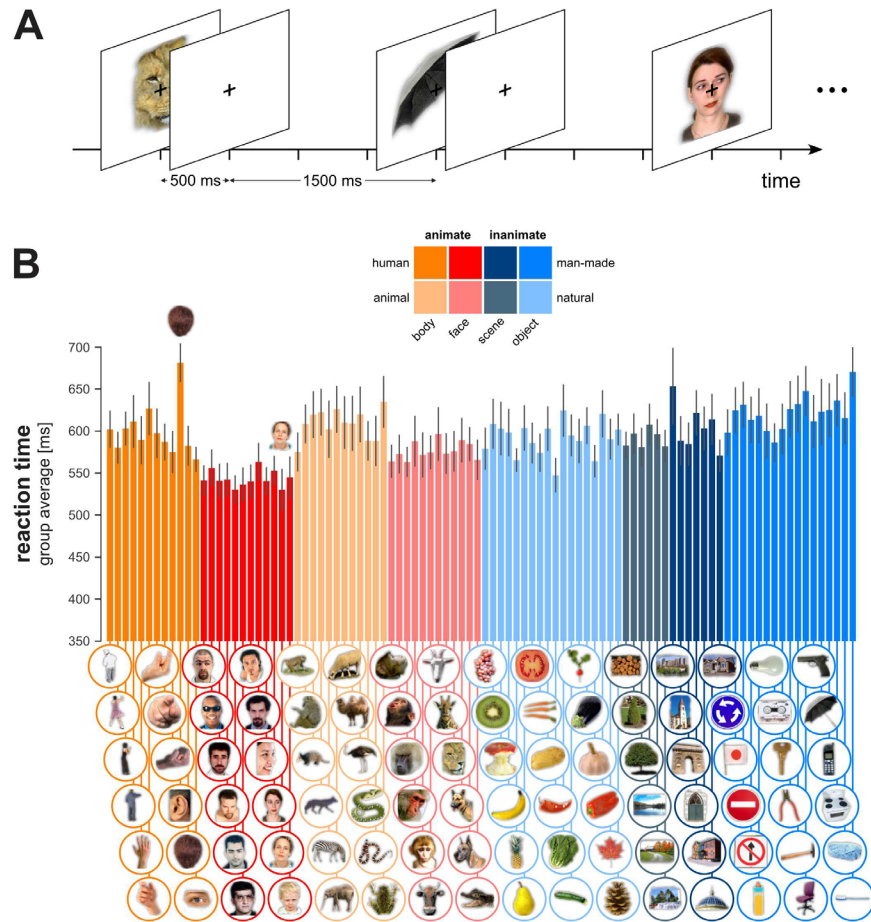 A
500 ms
1500 ms
time
B
animate inanimate
human man-made
animal natural
body face scene object
700
650
600
550
500
450
400
350
reaction time
group average [ms]